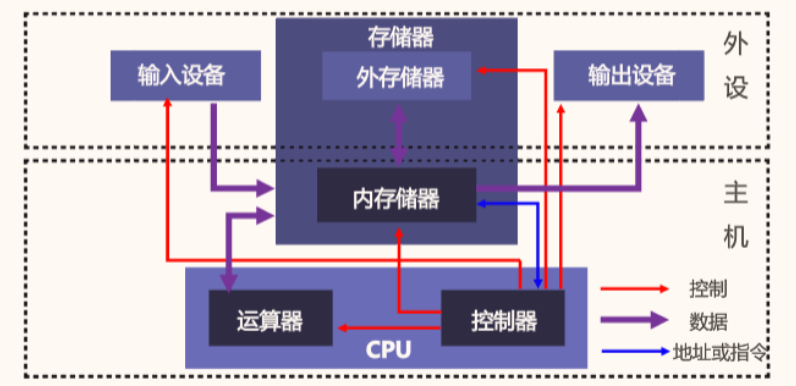 存储器
输入设备
外存储器
输出设备
外
设
内存储器
主
机
运算器
控制器
CPU
控制
数据
地址或指令